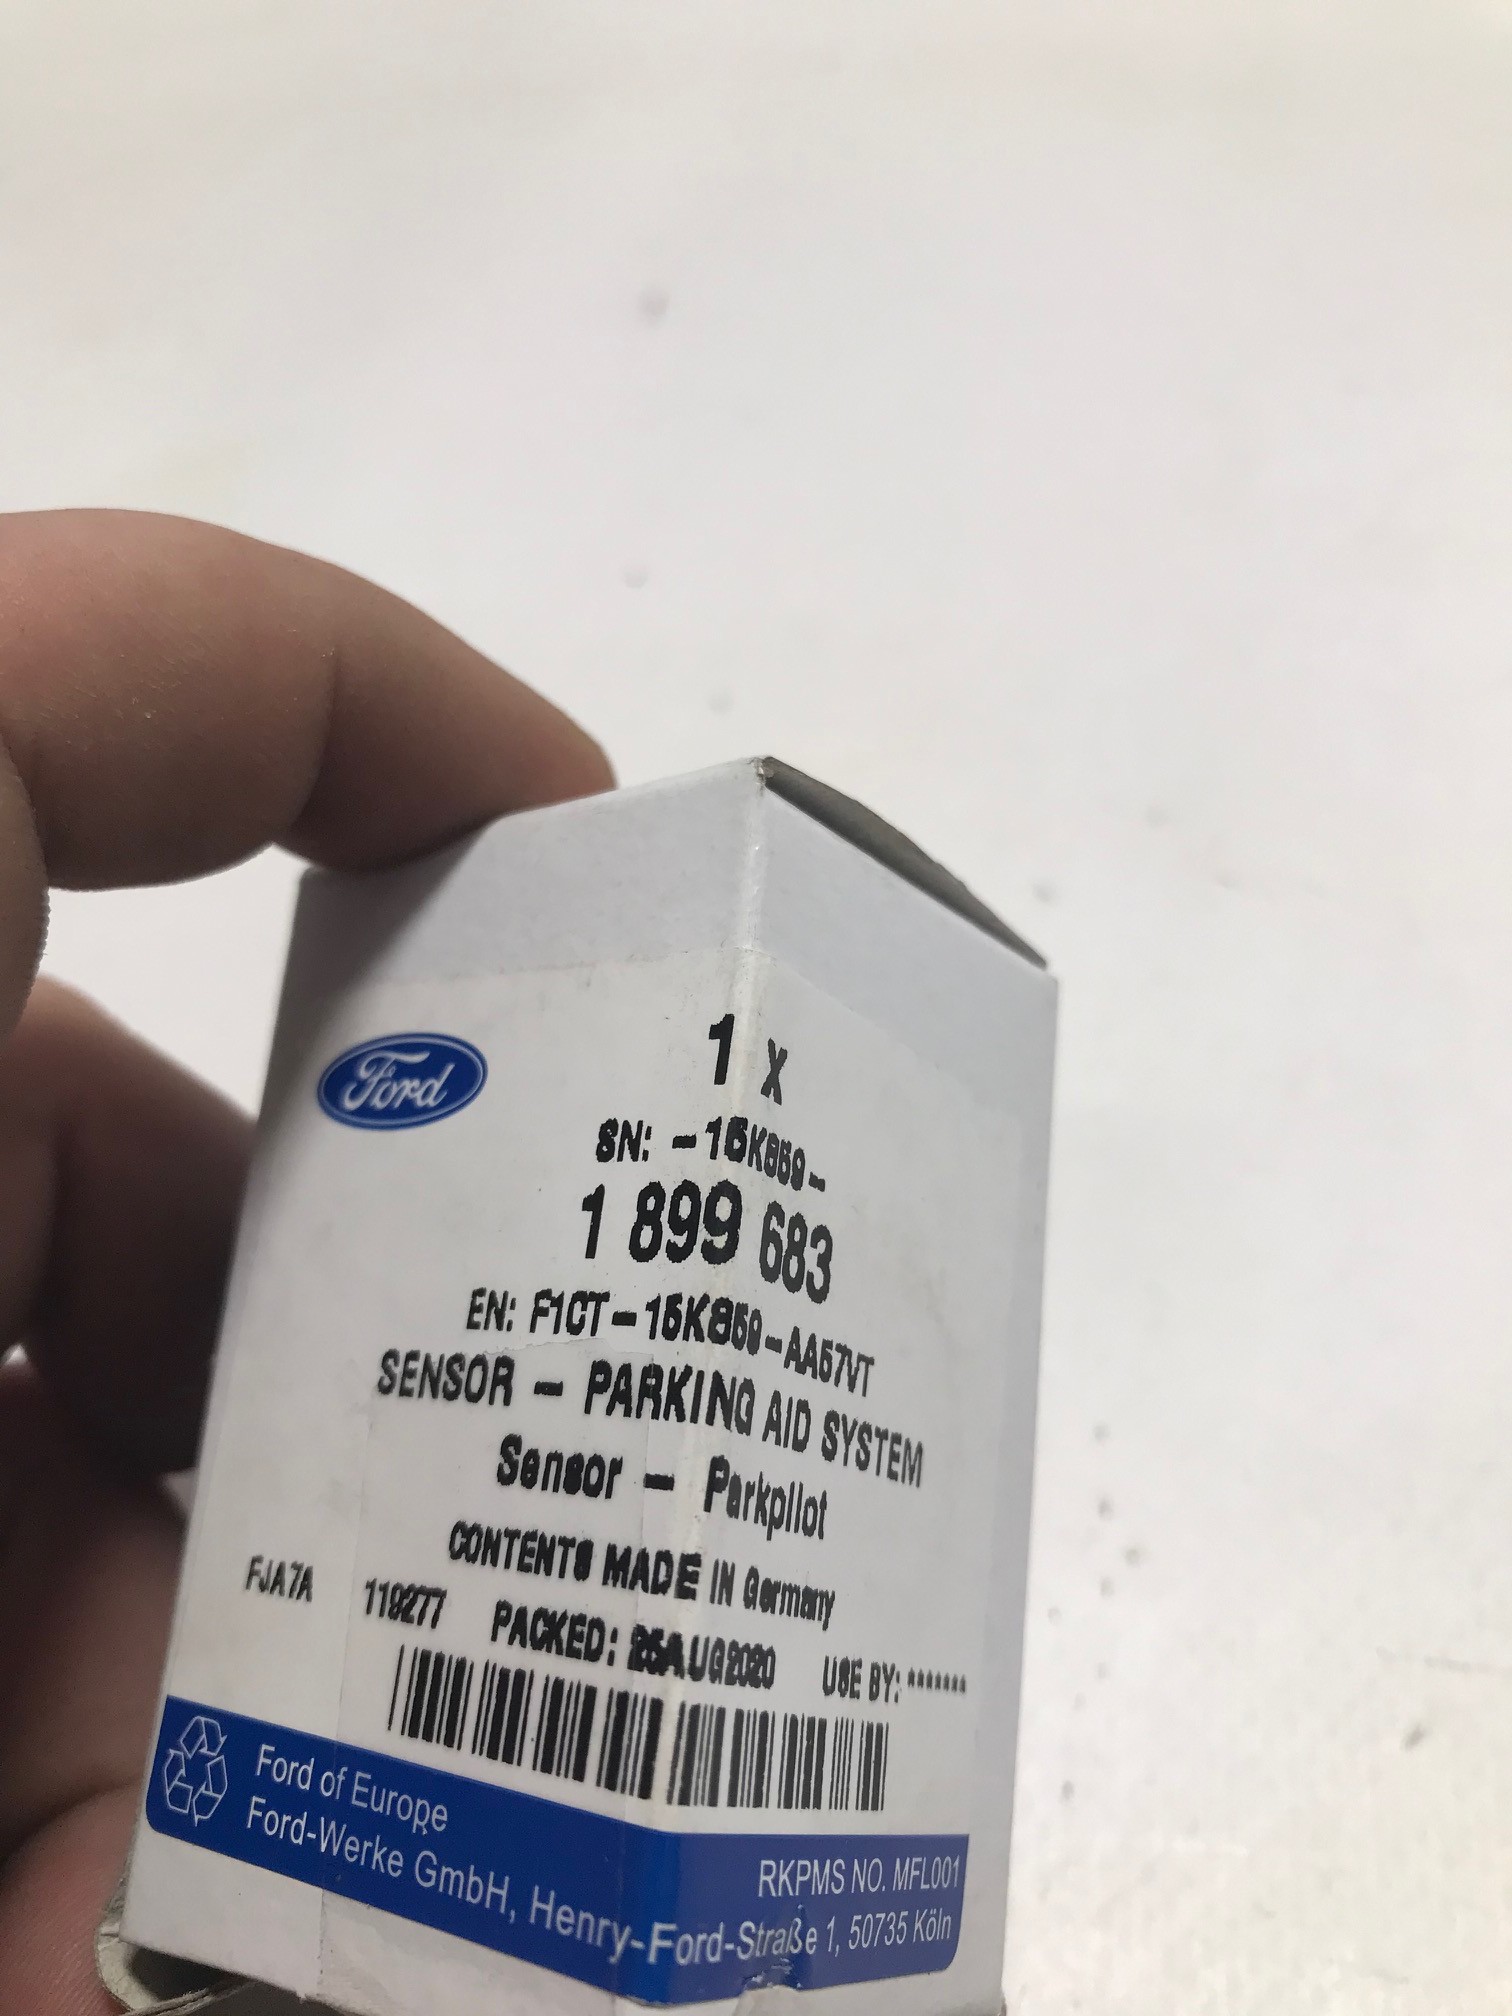 Ford
1 X
SN: -15K859-
1 899 683
EN: F1CT-15K859-AA57VT
SENSOR - PARKING AID SYSTEM
Sensor - Parkpilot
CONTENTS MADE IN Germany
FJA7A 119277 PACKED: 25AUG2020 USE BY: *******
Ford of Europe
RKPMS NO. MFL001
Ford-Werke GmbH, Henry-Ford-Straße 1, 50735 Köln